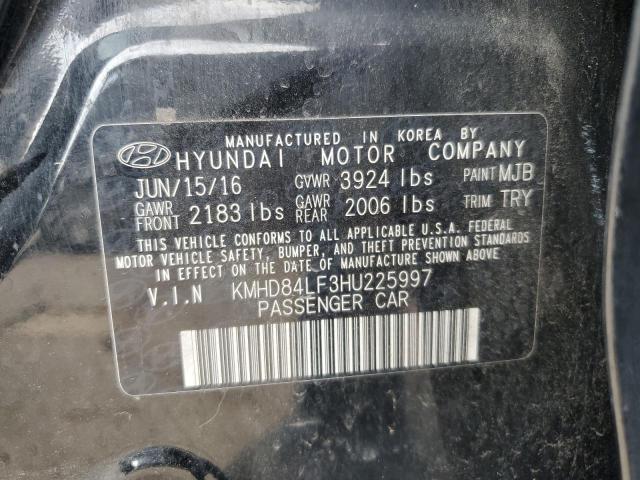 MANUFACTURED IN KOREA BY
HYUNDAI MOTOR COMPANY
JUN/15/16 GVWR 3924 lbs PAINT MJB
GAWR FRONT 2183 lbs GAWR REAR 2006 lbs TRIM TRY
THIS VEHICLE CONFORMS TO ALL APPLICABLE U.S.A. FEDERAL
MOTOR VEHICLE SAFETY, BUMPER, AND THEFT PREVENTION STANDARDS
IN EFFECT ON THE DATE OF MANUFACTURE SHOWN ABOVE.
V.I.N KMHD84LF3HU225997
PASSENGER CAR